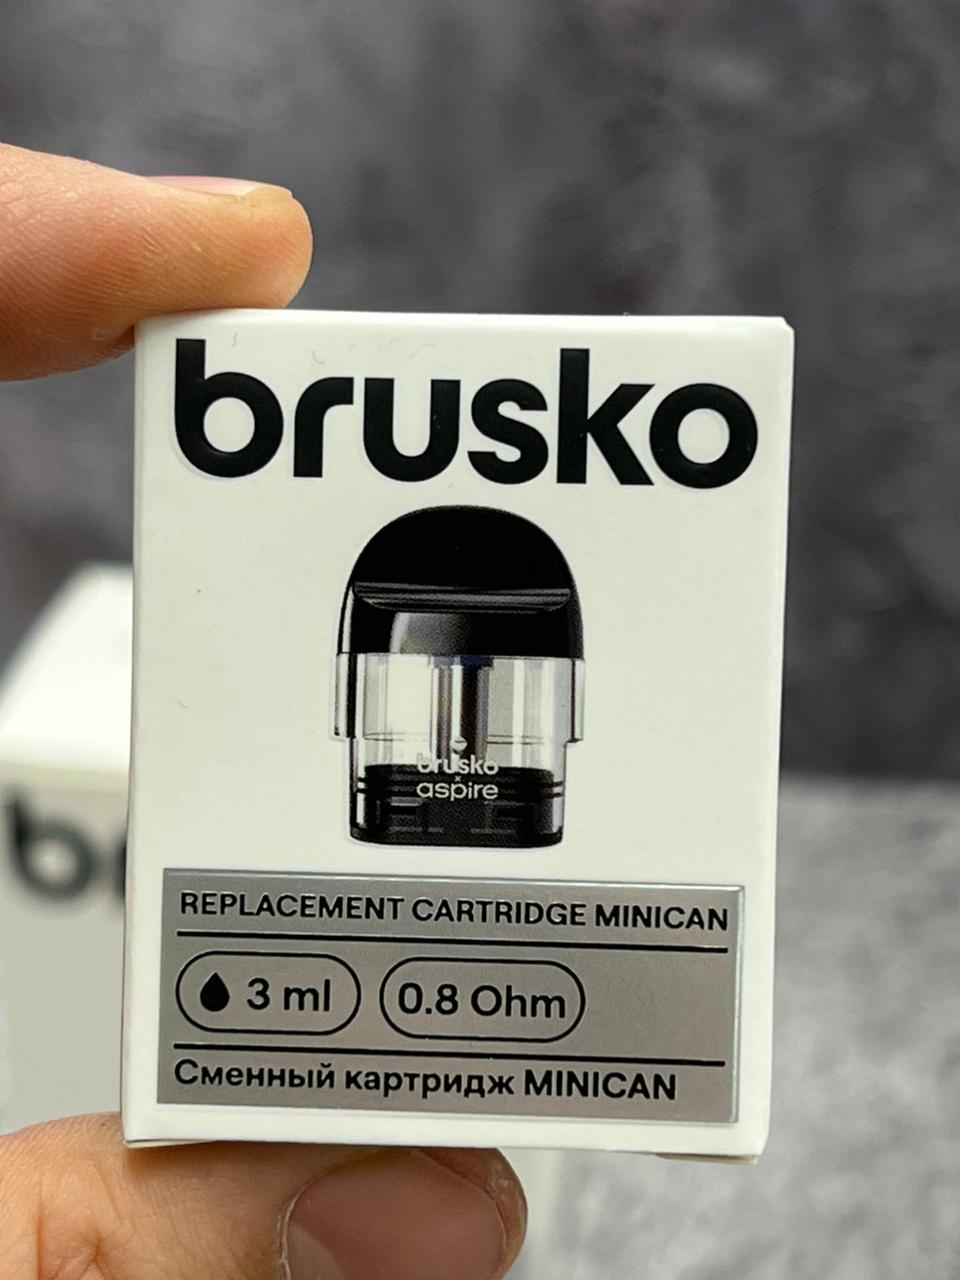 brusko
brusko
x
aspire
REPLACEMENT CARTRIDGE MINICAN
3 ml
0.8 Ohm
Сменный картридж MINICAN